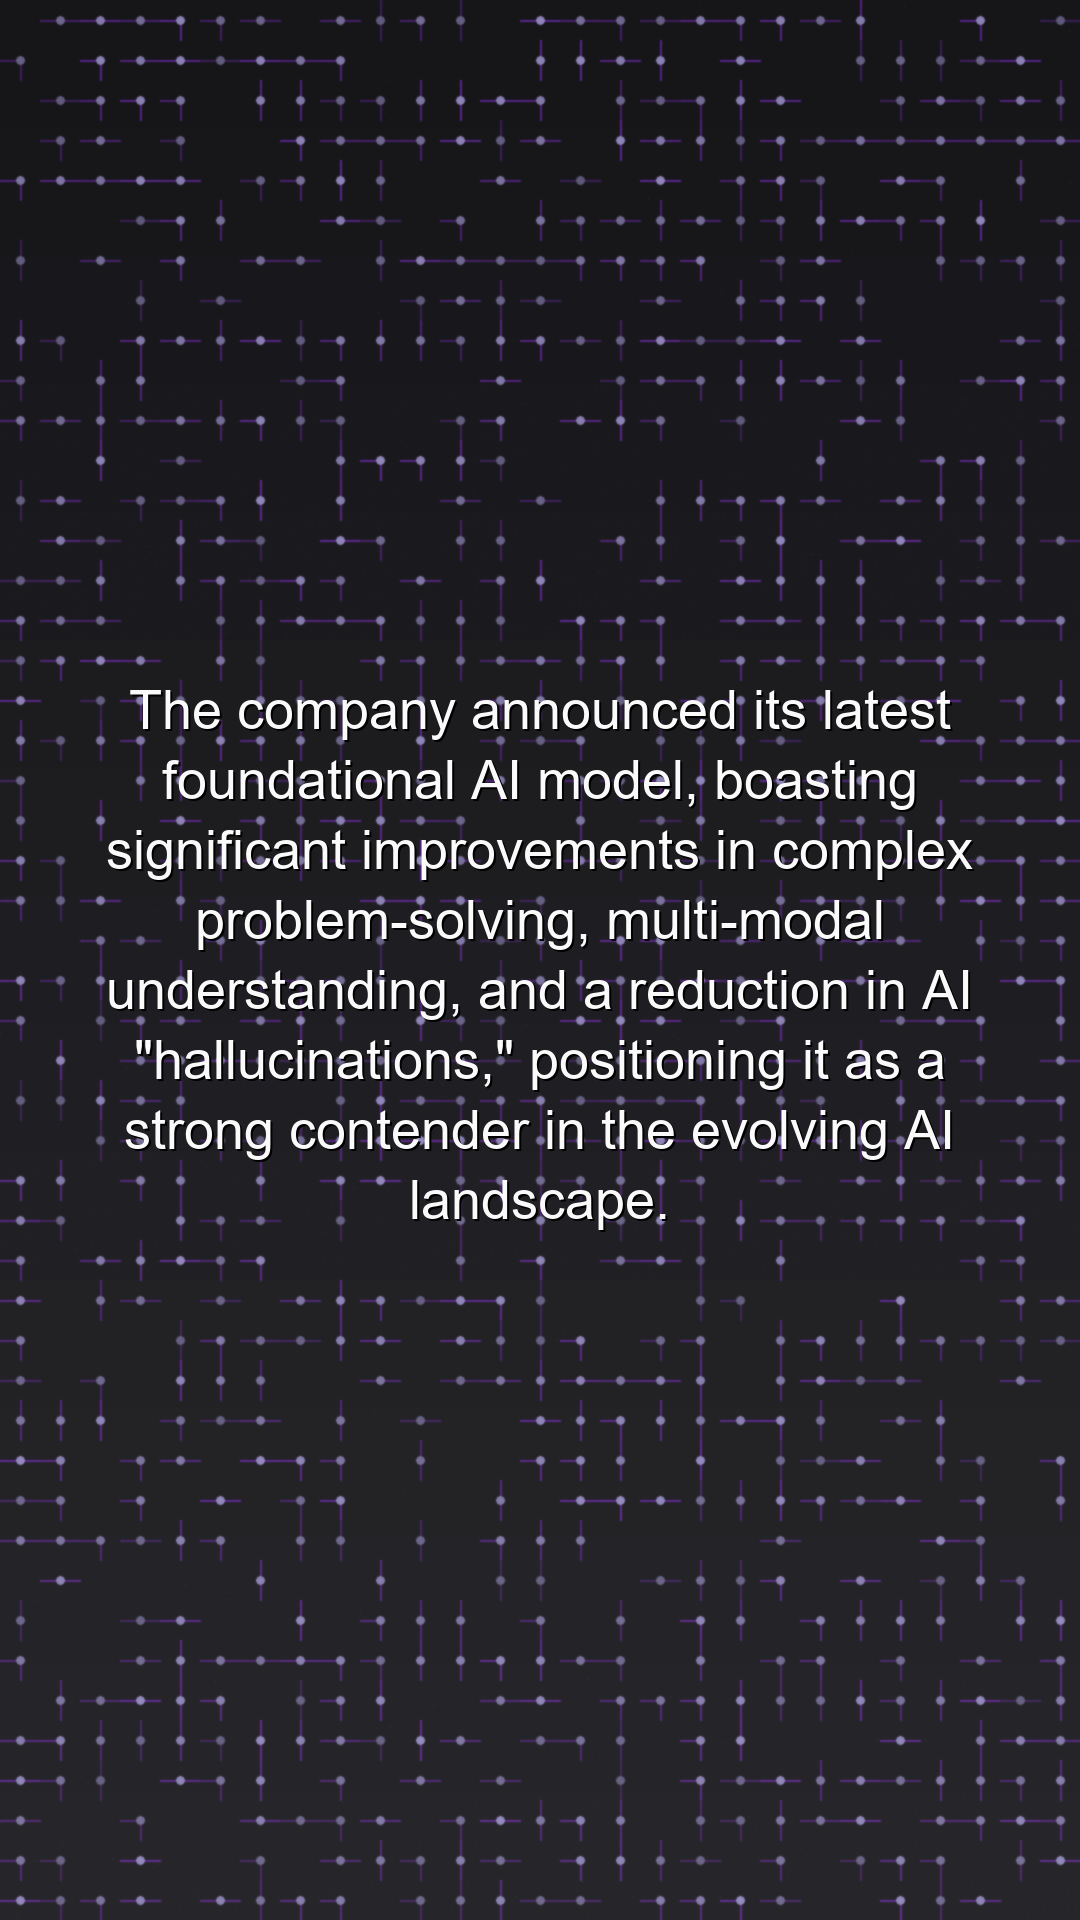 The company announced its latest
foundational AI model, boasting
significant improvements in complex
problem-solving, multi-modal
understanding, and a reduction in AI
"hallucinations," positioning it as a
strong contender in the evolving AI
landscape.